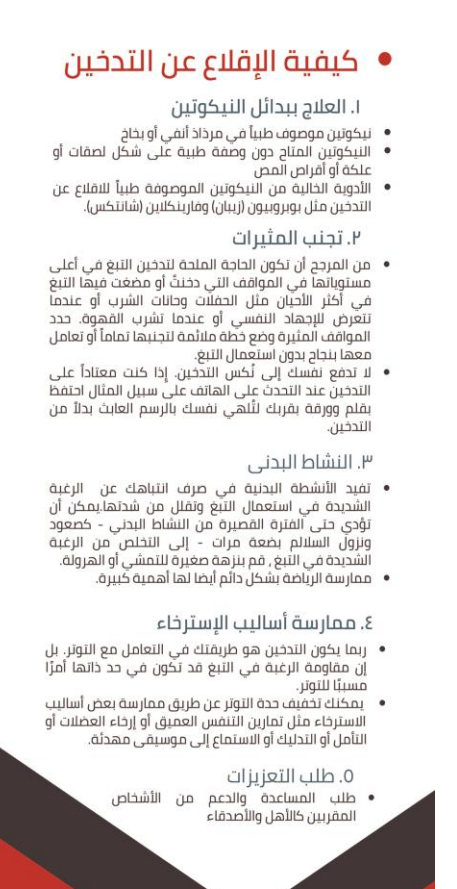 • كيفية الإقلاع عن التدخين
١. العلاج ببدائل النيكوتين
• نيكوتين موصوف طبياً في مرذاذ أنفي أو بخاخ
• النيكوتين المتاح دون وصفة طبية على شكل لصقات أو
علكة أو أقراص المص
• الأدوية الخالية من النيكوتين الموصوفة طبياً للاقلاع عن
التدخين مثل بوبروبيون (زيبان) وفارينكلاين (شانتكس).
٢. تجنب المثيرات
• من المرجح أن تكون الحاجة الملحة لتدخين التبغ في أعلى
مستوياتها في المواقف التي دخنتً أو مضغت فيها التبغ
في أكثر الأحيان مثل الحفلات وحانات الشرب أو عندما
تتعرض للإجهاد النفسي أو عندما تشرب القهوة. حدد
المواقف المثيرة وضع خطة ملائمة لتجنبها تماماً أو تعامل
معها بنجاح بدون استعمال التبغ.
• لا تدفع نفسك إلى نُكس التدخين. إذا كنت معتاداً على
التدخين عند التحدث على الهاتف على سبيل المثال احتفظ
بقلم وورقة بقربك لتُلهي نفسك بالرسم العابث بدلاً من
التدخين.
٣. النشاط البدنى
• تفيد الأنشطة البدنية في صرف انتباهك عن الرغبة
الشديدة في استعمال التبغ وتقلل من شدتها.يمكن أن
تؤدي حتى الفترة القصيرة من النشاط البدني - كصعود
ونزول السلالم بضعة مرات - إلى التخلص من الرغبة
الشديدة في التبغ , قم بنزهة صغيرة للتمشي أو الهرولة.
• ممارسة الرياضة بشكل دائم أيضا لها أهمية كبيرة.
٤. ممارسة أساليب الإسترخاء
• ربما يكون التدخين هو طريقتك في التعامل مع التوتر. بل
إن مقاومة الرغبة في التبغ قد تكون في حد ذاتها أمرًا
مسببًا للتوتر.
• يمكنك تخفيف حدة التوتر عن طريق ممارسة بعض أساليب
الاسترخاء مثل تمارين التنفس العميق أو إرخاء العضلات أو
التأمل أو التدليك أو الاستماع إلى موسيقى مهدئة.
٥. طلب التعزيزات
• طلب المساعدة والدعم من الأشخاص
المقربين كالأهل والأصدقاء